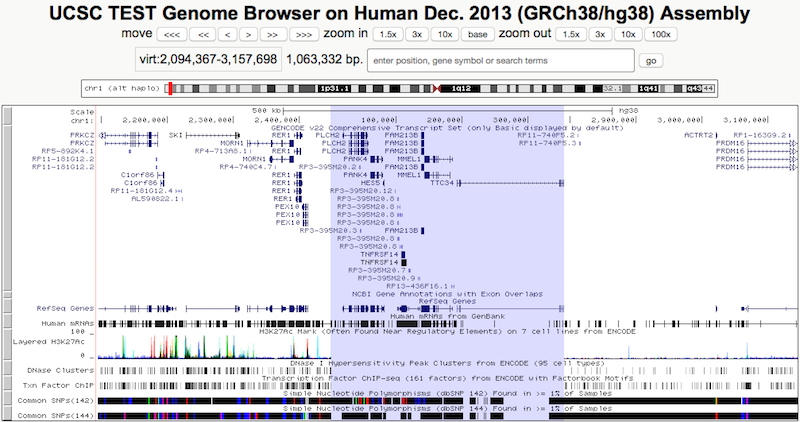 UCSC TEST Genome Browser on Human Dec. 2013 (GRCh38/hg38) Assembly
move <<< << < > >> >>> zoom in 1.5x 3x 10x base zoom out 1.5x 3x 10x 100x
virt:2,094,367-3,157,698 1,063,332 bp. enter position, gene symbol or search terms go
chr1 (alt haplo) 1p31.1 1q12 32.1 1q41 q43 44
Scale 500 kb hg38
chr1: 2,200,000 2,300,000 2,400,000 100,000 200,000 300,000 2,900,000 3,000,000 3,100,000
GENCODE v22 Comprehensive Transcript Set (only Basic displayed by default)
PRKCZ SKI RER1 PLCH2 FAM213B RP11-740F5.2 ACTRT2 RP1-163G9.2
PRKCZ MORN1 RER1 PLCH2 FAM213B RP11-740F5.3 PRDM16
RP5-892K4.1 RP4-713A8.1 RER1 PLCH2 FAM213B PRDM16
RP11-181G12.2 MORN1 PANK4 MMEL1 PRDM16
RP11-181G12.2 RP4-740C4.7 RP3-395M20.2 FAM213B PRDM16
C1orf86 RER1 PANK4 MMEL1
C1orf86 RER1 HES5 TTC34
RP11-181G12.4 RER1 RP3-395M20.12
AL590822.1 RER1 RP3-395M20.8
PEX10 RP3-395M20.8
PEX10 RP3-395M20.8
PEX10 RP3-395M20.8
RP3-395M20.3 FAM213B
RP3-395M20.8
TNFRSF14
TNFRSF14
RP3-395M20.7
RP3-395M20.9
RP13-436F16.1
NCBI Gene Annotations with Exon Overlaps
RefSeq Genes
RefSeq Genes
Human mRNAs from GenBank
Human mRNAs
H3K27Ac Mark (Often Found Near Regulatory Elements) on 7 cell lines from ENCODE
100
Layered H3K27Ac
0
DNase I Hypersensitivity Peak Clusters from ENCODE (95 cell types)
DNase Clusters
Transcription Factor ChIP-seq (161 factors) from ENCODE with Factorbook Motifs
Txn Factor ChIP
Simple Nucleotide Polymorphisms (dbSNP 142) Found in >= 1% of Samples
Common SNPs(142)
Simple Nucleotide Polymorphisms (dbSNP 144) Found in >= 1% of Samples
Common SNPs(144)